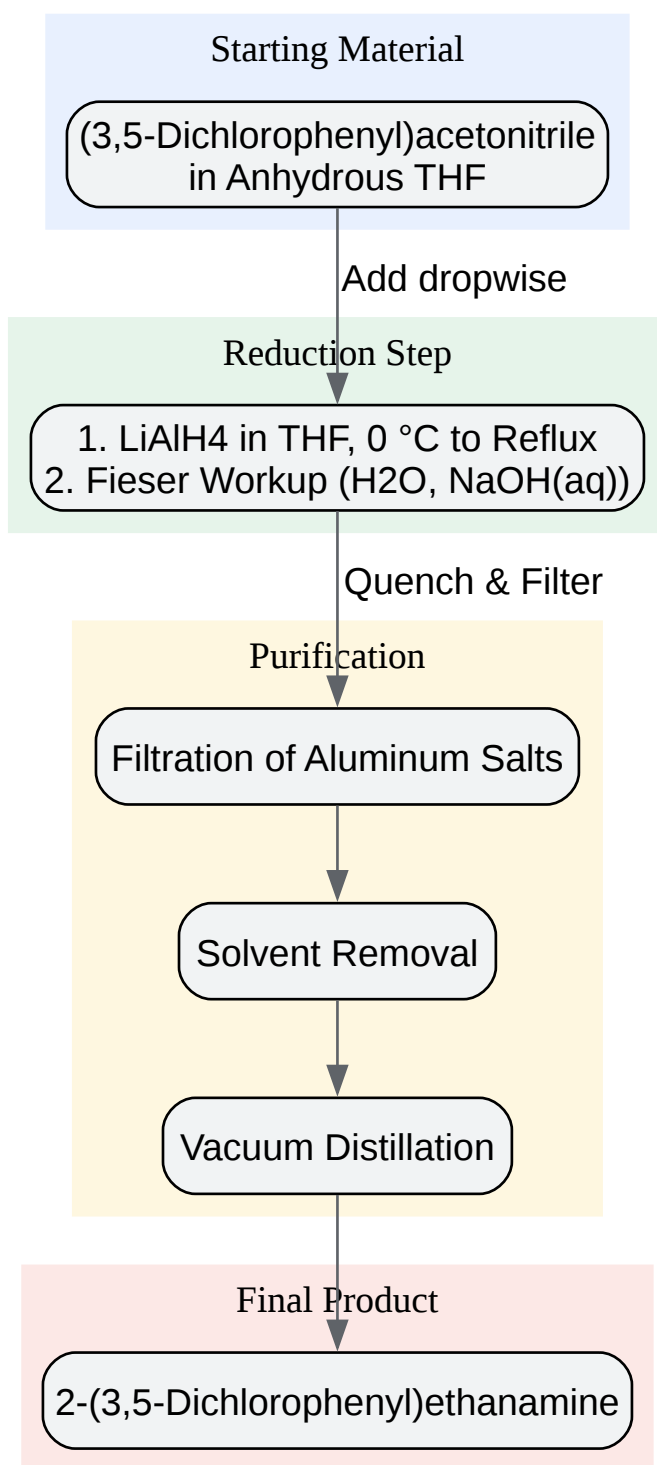 Starting Material
(3,5-Dichlorophenyl)acetonitrile
in Anhydrous THF
Add dropwise
Reduction Step
1. LiAlH4 in THF, 0 °C to Reflux
2. Fieser Workup (H2O, NaOH(aq))
Quench & Filter
Purification
Filtration of Aluminum Salts
Solvent Removal
Vacuum Distillation
Final Product
2-(3,5-Dichlorophenyl)ethanamine